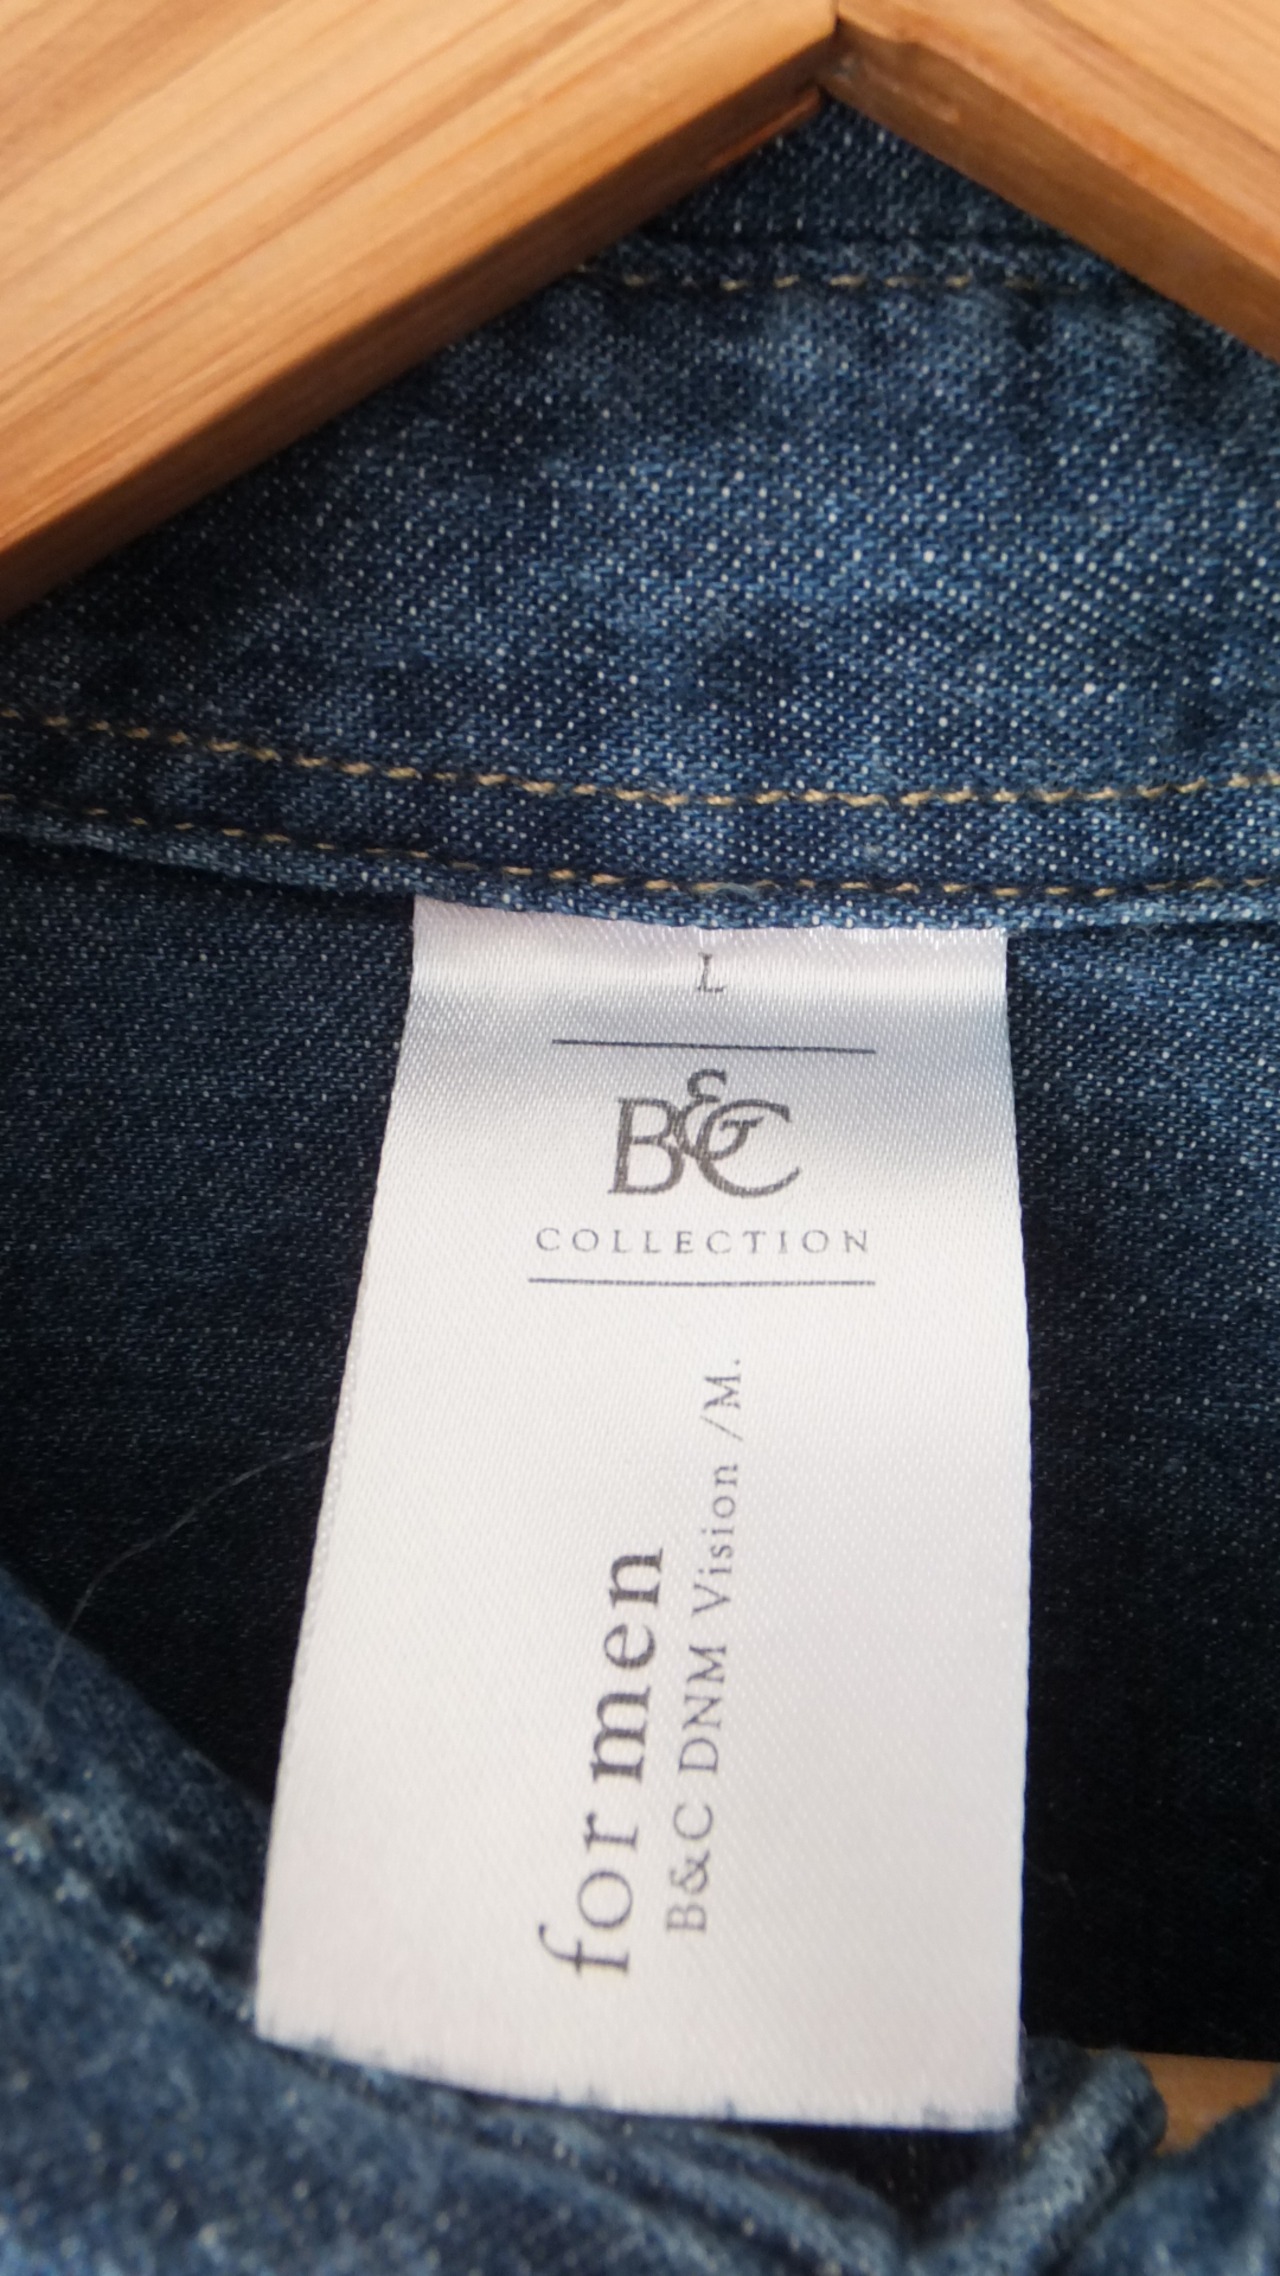 L
B&C
COLLECTION
for men
B&C DNM Vision /M.